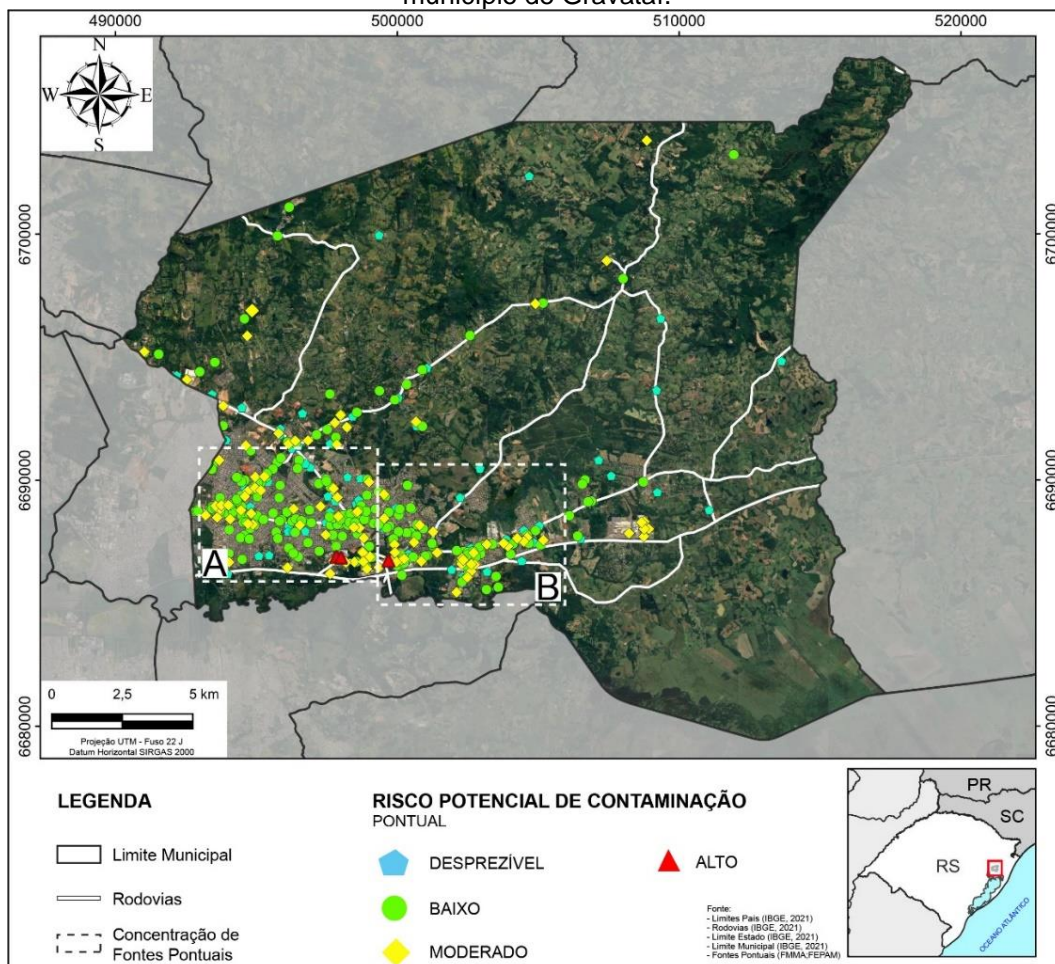 município de Gravataí.
490000 500000 510000 520000
N
W E
S
6700000 6700000
6690000 6690000
A
B
0 2,5 5 km
Projeção UTM - Fuso 22 J
Datum Horizontal SIRGAS 2000
6680000 6680000
LEGENDA
Limite Municipal
Rodovias
Concentração de
Fontes Pontuais
RISCO POTENCIAL DE CONTAMINAÇÃO
PONTUAL
DESPREZÍVEL
BAIXO
MODERADO
ALTO
Fonte:
- Limites País (IBGE, 2021)
- Rodovias (IBGE, 2021)
- Limite Estado (IBGE, 2021)
- Limite Municipal (IBGE, 2021)
- Fontes Pontuais (FMMA;FEPAM)
PR
SC
RS
OCEANO ATLÂNTICO